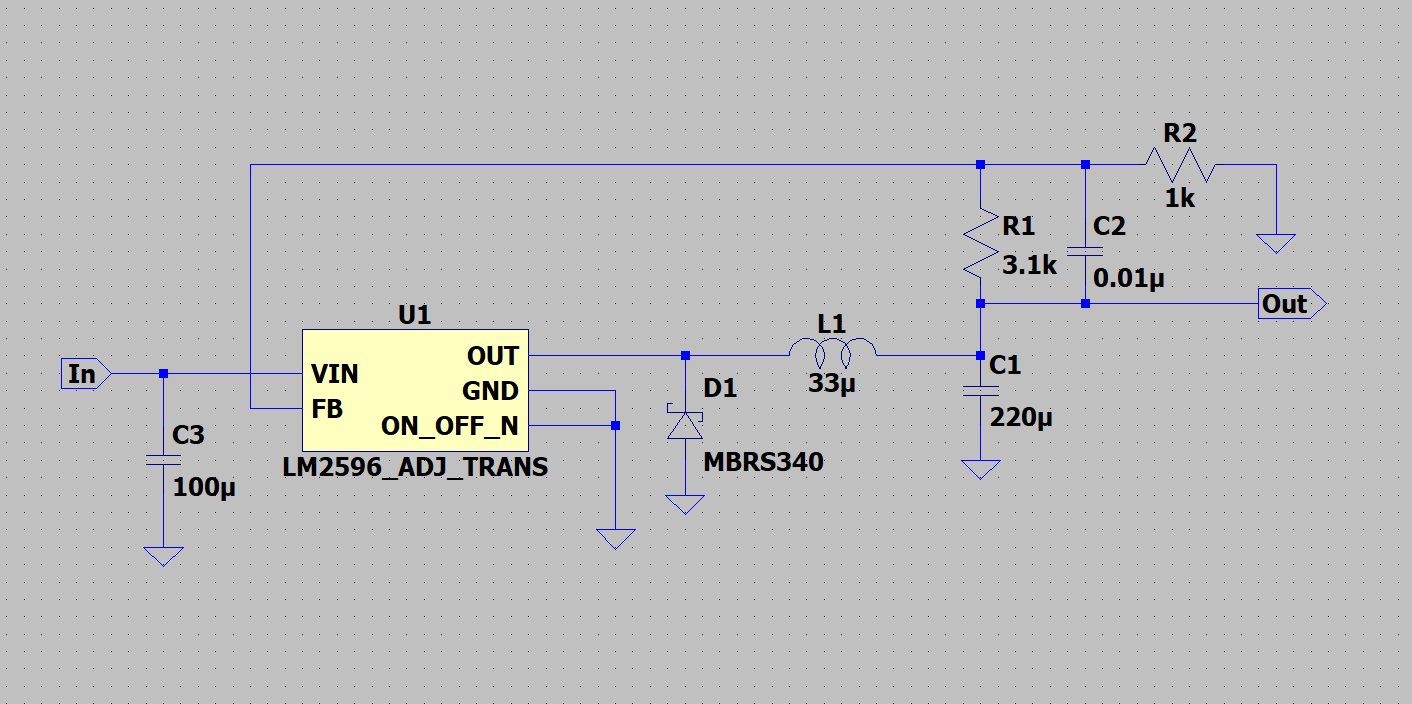 R2
1k
R1
3.1k
C2
0.01µ
Out
U1
In
VIN
FB
OUT
GND
ON_OFF_N
LM2596_ADJ_TRANS
C3
100µ
L1
33µ
D1
MBRS340
C1
220µ